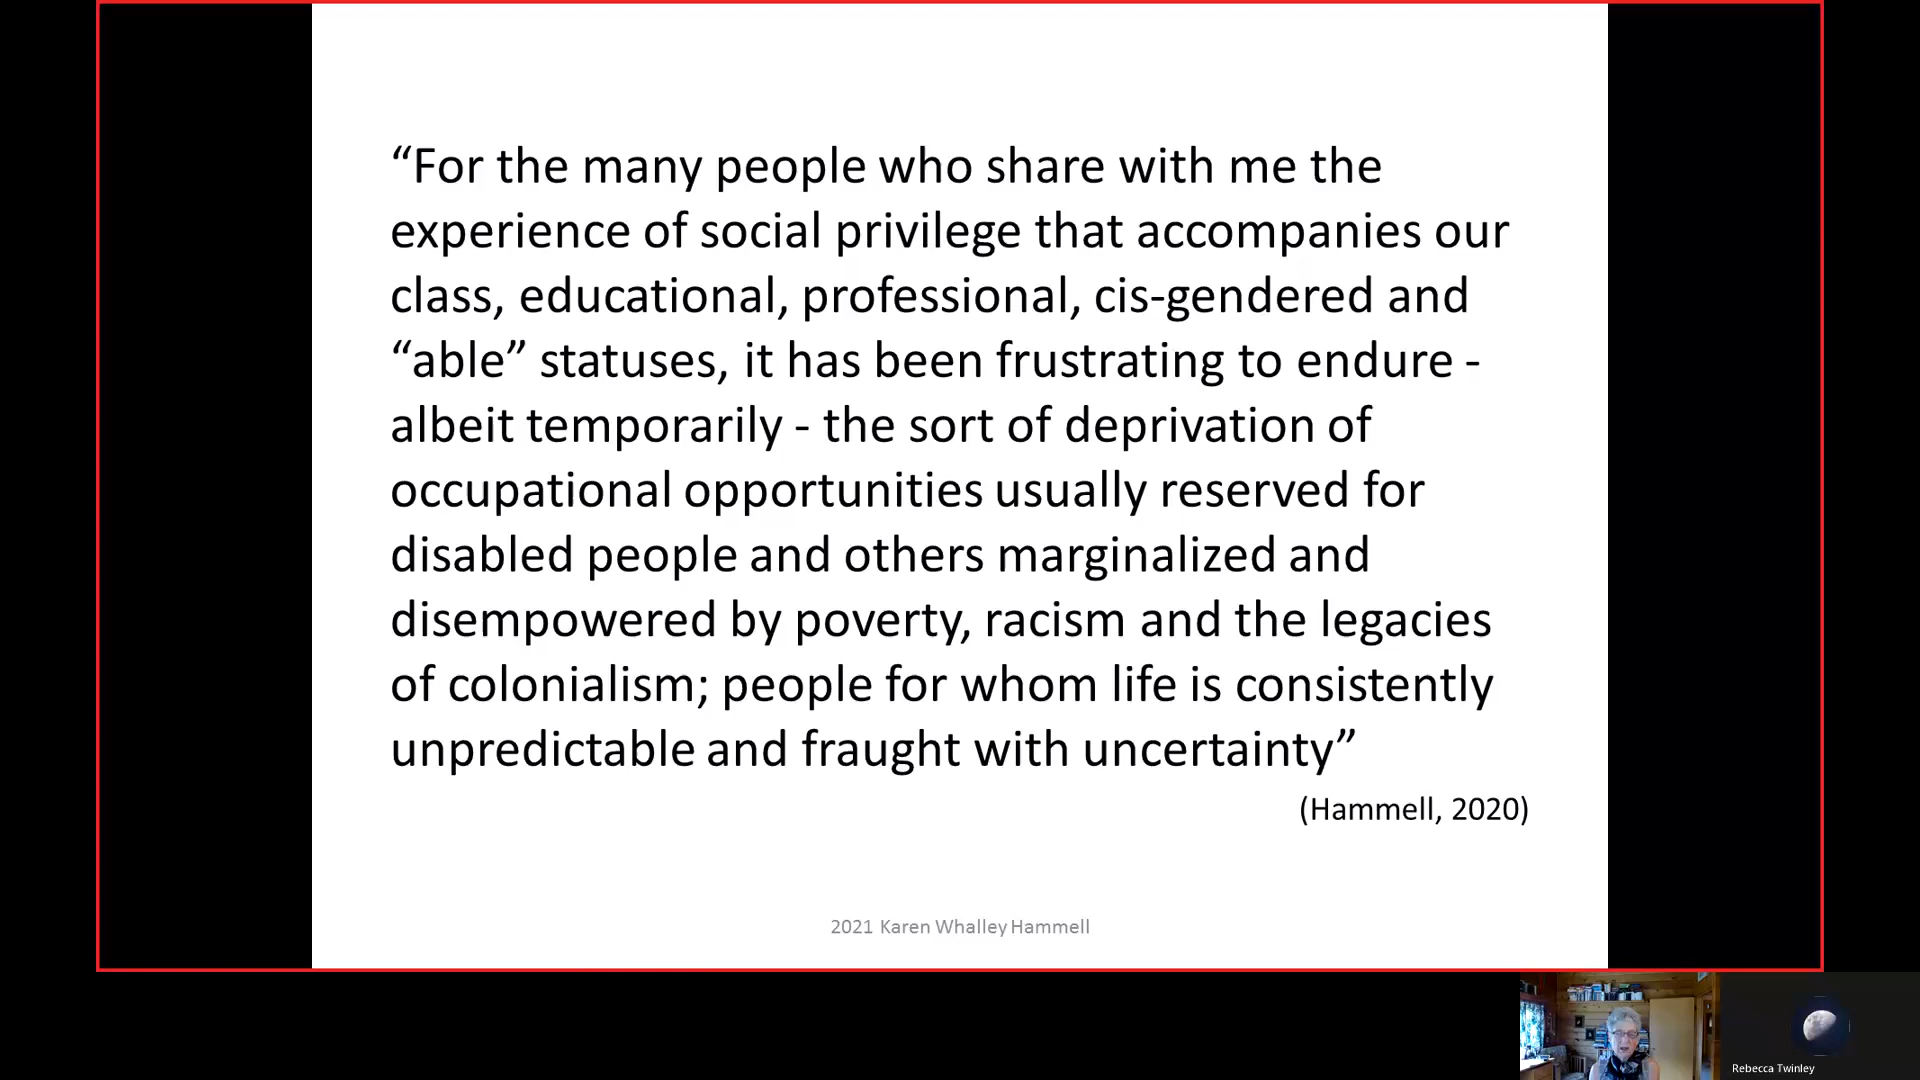 “For the many people who share with me the
experience of social privilege that accompanies our
class, educational, professional, cis-gendered and
“able” statuses, it has been frustrating to endure -
albeit temporarily - the sort of deprivation of
occupational opportunities usually reserved for
disabled people and others marginalized and
disempowered by poverty, racism and the legacies
of colonialism; people for whom life is consistently
unpredictable and fraught with uncertainty”
(Hammell, 2020)
2021 Karen Whalley Hammell
Rebecca Twinley